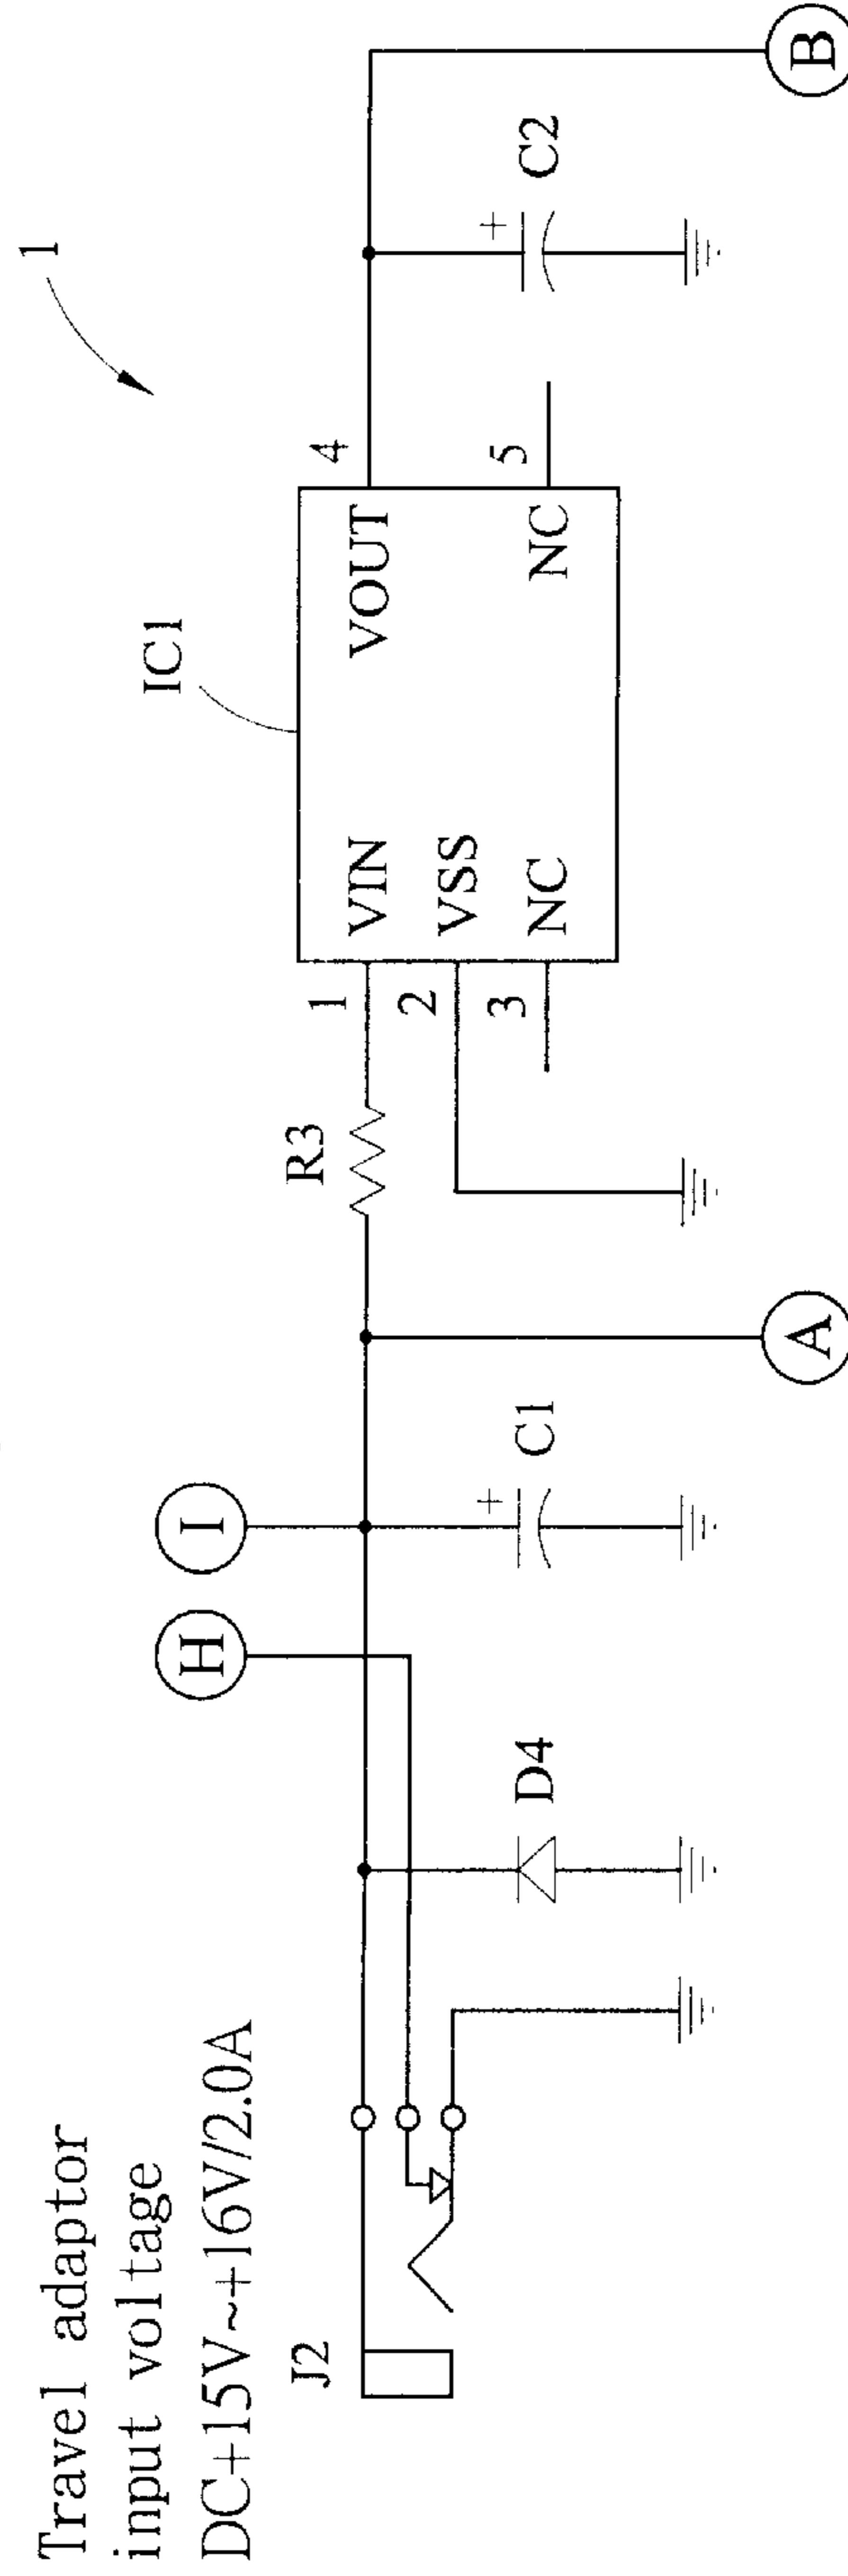 Travel adaptor
input voltage
DC+15V~+16V/2.0A
J2
D4
H
I
+
C1
A
R3
1
2
3
VIN
VSS
NC
IC1
VOUT
NC
4
5
1
+
C2
B